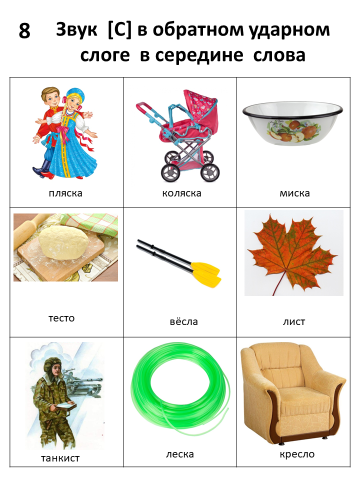 8
Звук [С] в обратном ударном
слоге в середине слова
пляска
коляска
миска
тесто
вёсла
лист
танкист
леска
кресло